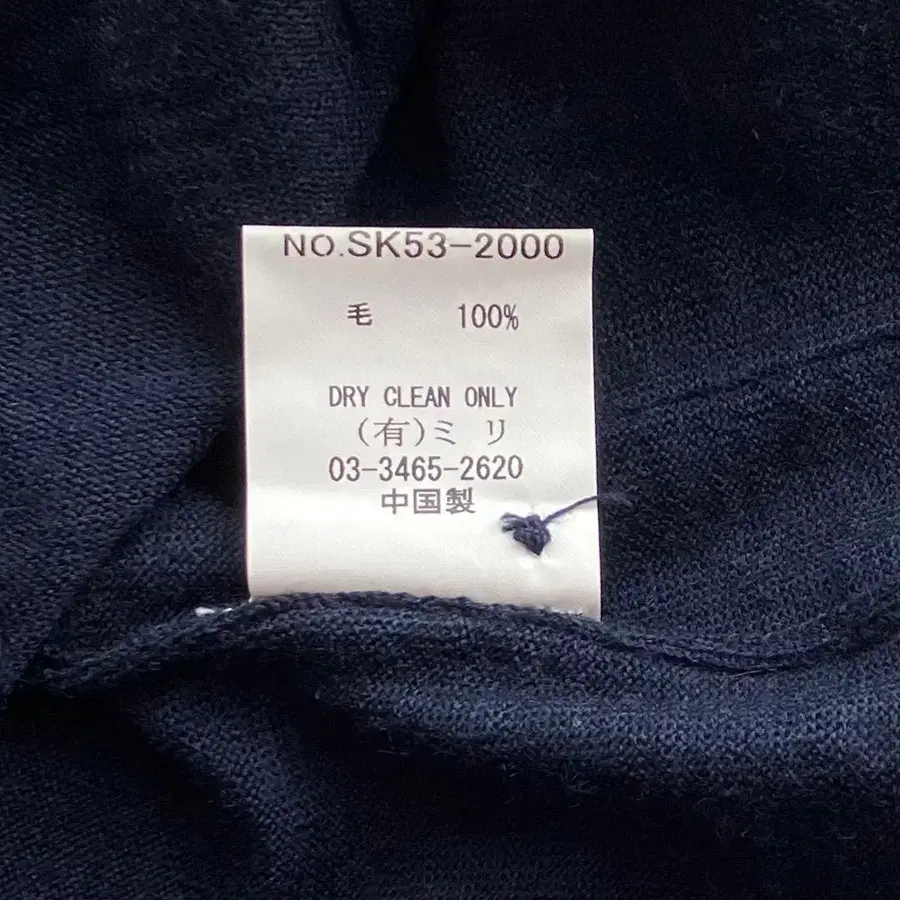 NO.SK53-2000
毛 100%
DRY CLEAN ONLY
(有)ミ リ
03-3465-2620
中国製